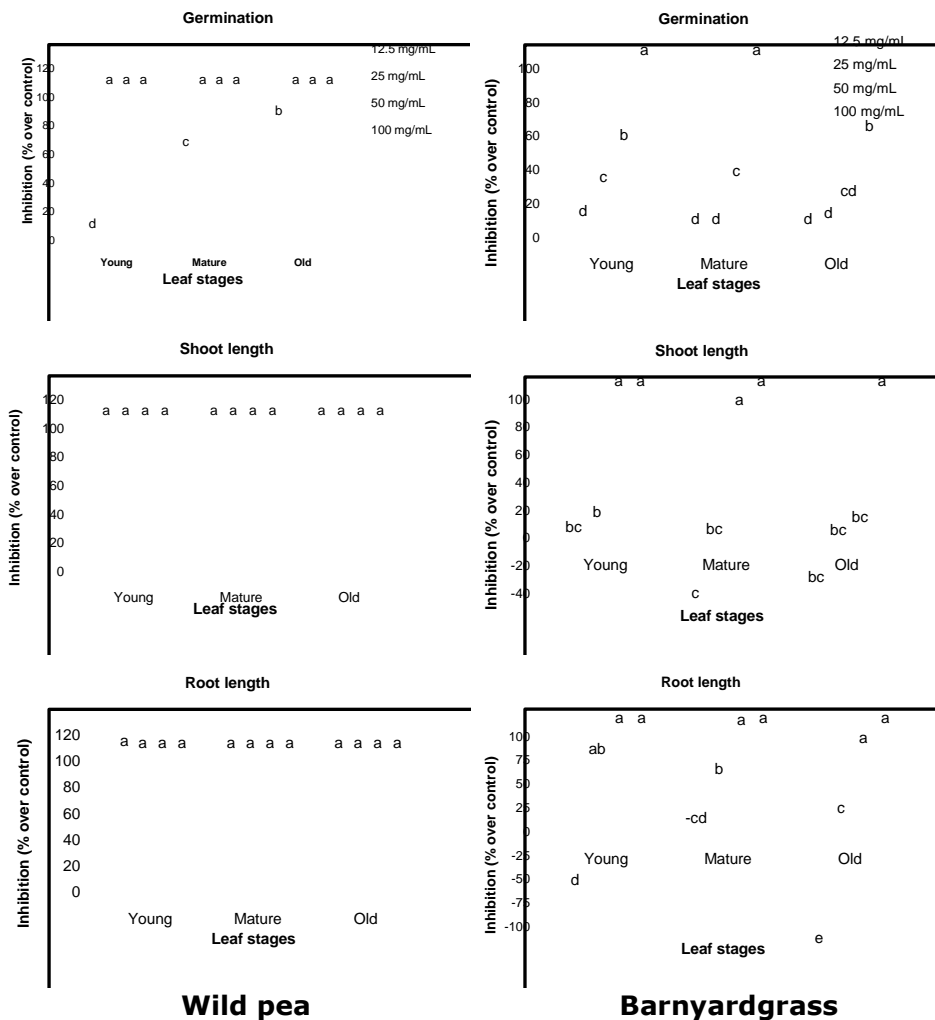 Germination
12.5 mg/mL
120
a a a a a a a a a
25 mg/mL
100
b
50 mg/mL
80
100 mg/mL
c
60
40
20
d
0
Young Mature Old
Leaf stages
Inhibition (% over control)
Germination
12.5 mg/mL
a a
100
25 mg/mL
80
50 mg/mL
100 mg/mL
b b
60
40
c c
cd
20
d d d d d
0
Young Mature Old
Leaf stages
Inhibition (% over control)
Shoot length
120
a a a a a a a a a a a a
100
80
60
40
20
0
Young Mature Old
Leaf stages
Inhibition (% over control)
Shoot length
a a a a
100 a
80
60
40
20
b bc
bc bc bc
0
-20
Young Mature Old
bc
-40 c
Leaf stages
Inhibition (% over control)
Root length
120
a a a a a a a a a a a a
100
80
60
40
20
0
Young Mature Old
Leaf stages
Inhibition (% over control)
Root length
a a a a a
100 a
75
ab
b
50
25
c
-cd
0
-25
Young Mature Old
-50 d
-75
-100
e
Leaf stages
Inhibition (% over control)
Wild pea
Barnyardgrass